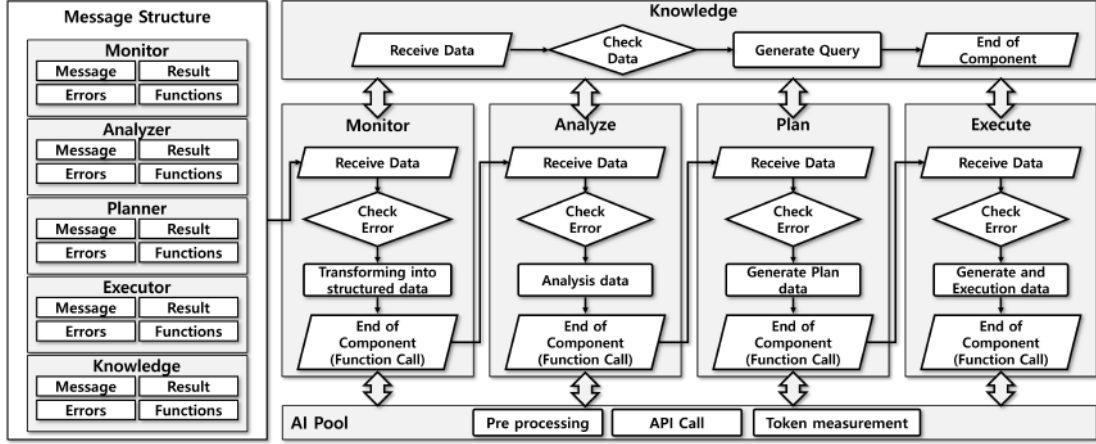 Message Structure
Monitor
Message Result
Errors Functions
Analyzer
Message Result
Errors Functions
Planner
Message Result
Errors Functions
Executor
Message Result
Errors Functions
Knowledge
Message Result
Errors Functions
Knowledge
Receive Data
Check
Data
Generate Query
End of
Component
Monitor
Receive Data
Check
Error
Transforming into
structured data
End of
Component
(Function Call)
Analyze
Receive Data
Check
Error
Analysis data
End of
Component
(Function Call)
Plan
Receive Data
Check
Error
Generate Plan
data
End of
Component
(Function Call)
Execute
Receive Data
Check
Error
Generate and
Execution data
End of
Component
(Function Call)
AI Pool
Pre processing
API Call
Token measurement